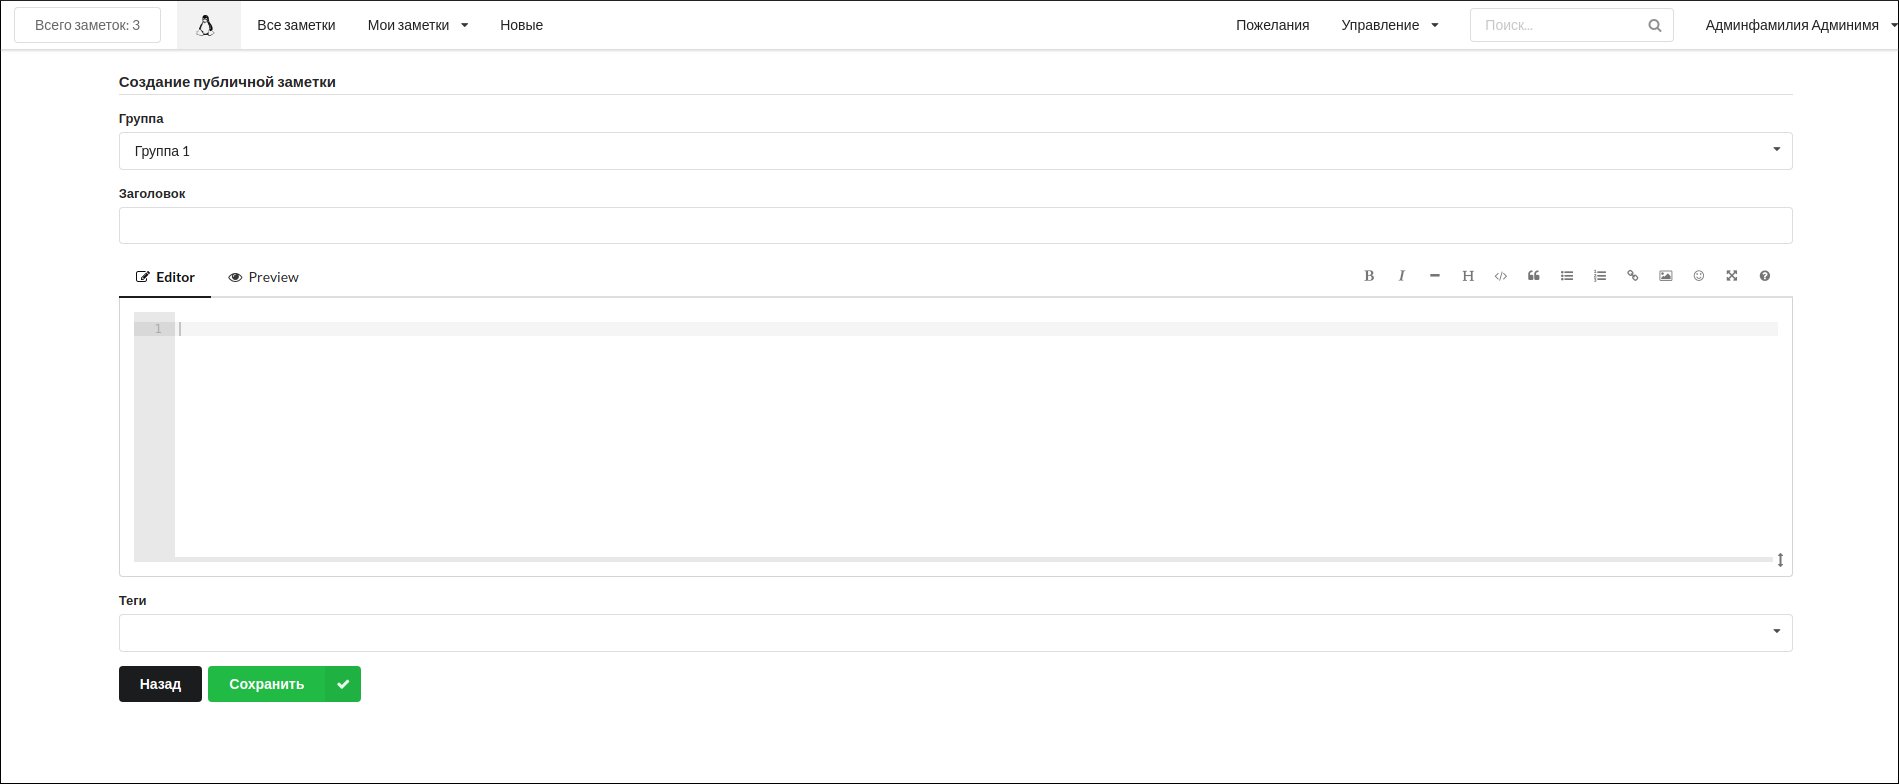 Всего заметок: 3 Все заметки Мои заметки Новые Пожелания Управление Поиск... Админфамилия Админимя
Создание публичной заметки
Группа
Группа 1
Заголовок
Editor Preview B I H
1
Теги
Назад Сохранить